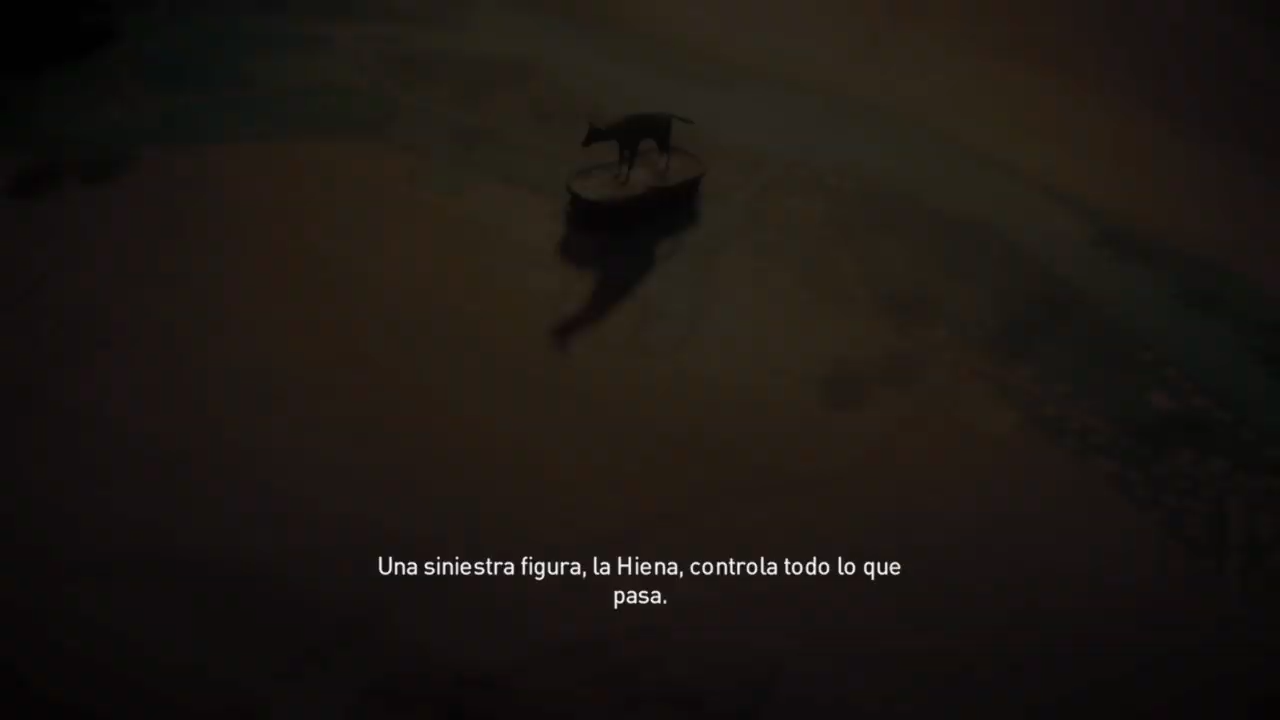 Una siniestra figura, la Hiena, controla todo lo que
pasa.